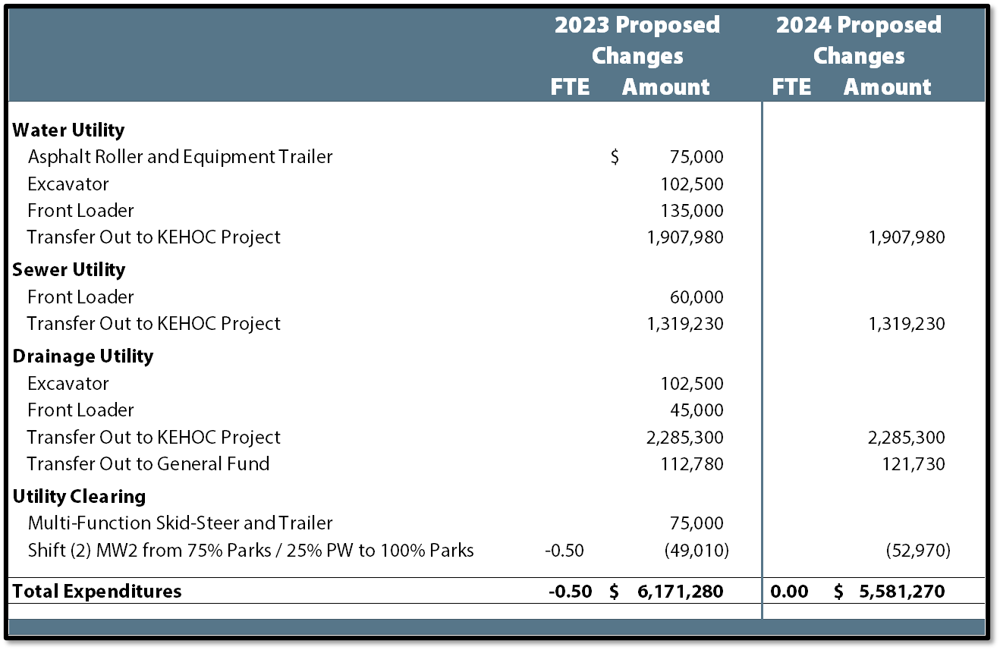 2023 Proposed 2024 Proposed
Changes Changes
FTE Amount FTE Amount
Water Utility
Asphalt Roller and Equipment Trailer $ 75,000
Excavator 102,500
Front Loader 135,000
Transfer Out to KEHOC Project 1,907,980 1,907,980
Sewer Utility
Front Loader 60,000
Transfer Out to KEHOC Project 1,319,230 1,319,230
Drainage Utility
Excavator 102,500
Front Loader 45,000
Transfer Out to KEHOC Project 2,285,300 2,285,300
Transfer Out to General Fund 112,780 121,730
Utility Clearing
Multi-Function Skid-Steer and Trailer 75,000
Shift (2) MW2 from 75% Parks / 25% PW to 100% Parks -0.50 (49,010) (52,970)
Total Expenditures -0.50 $ 6,171,280 0.00 $ 5,581,270